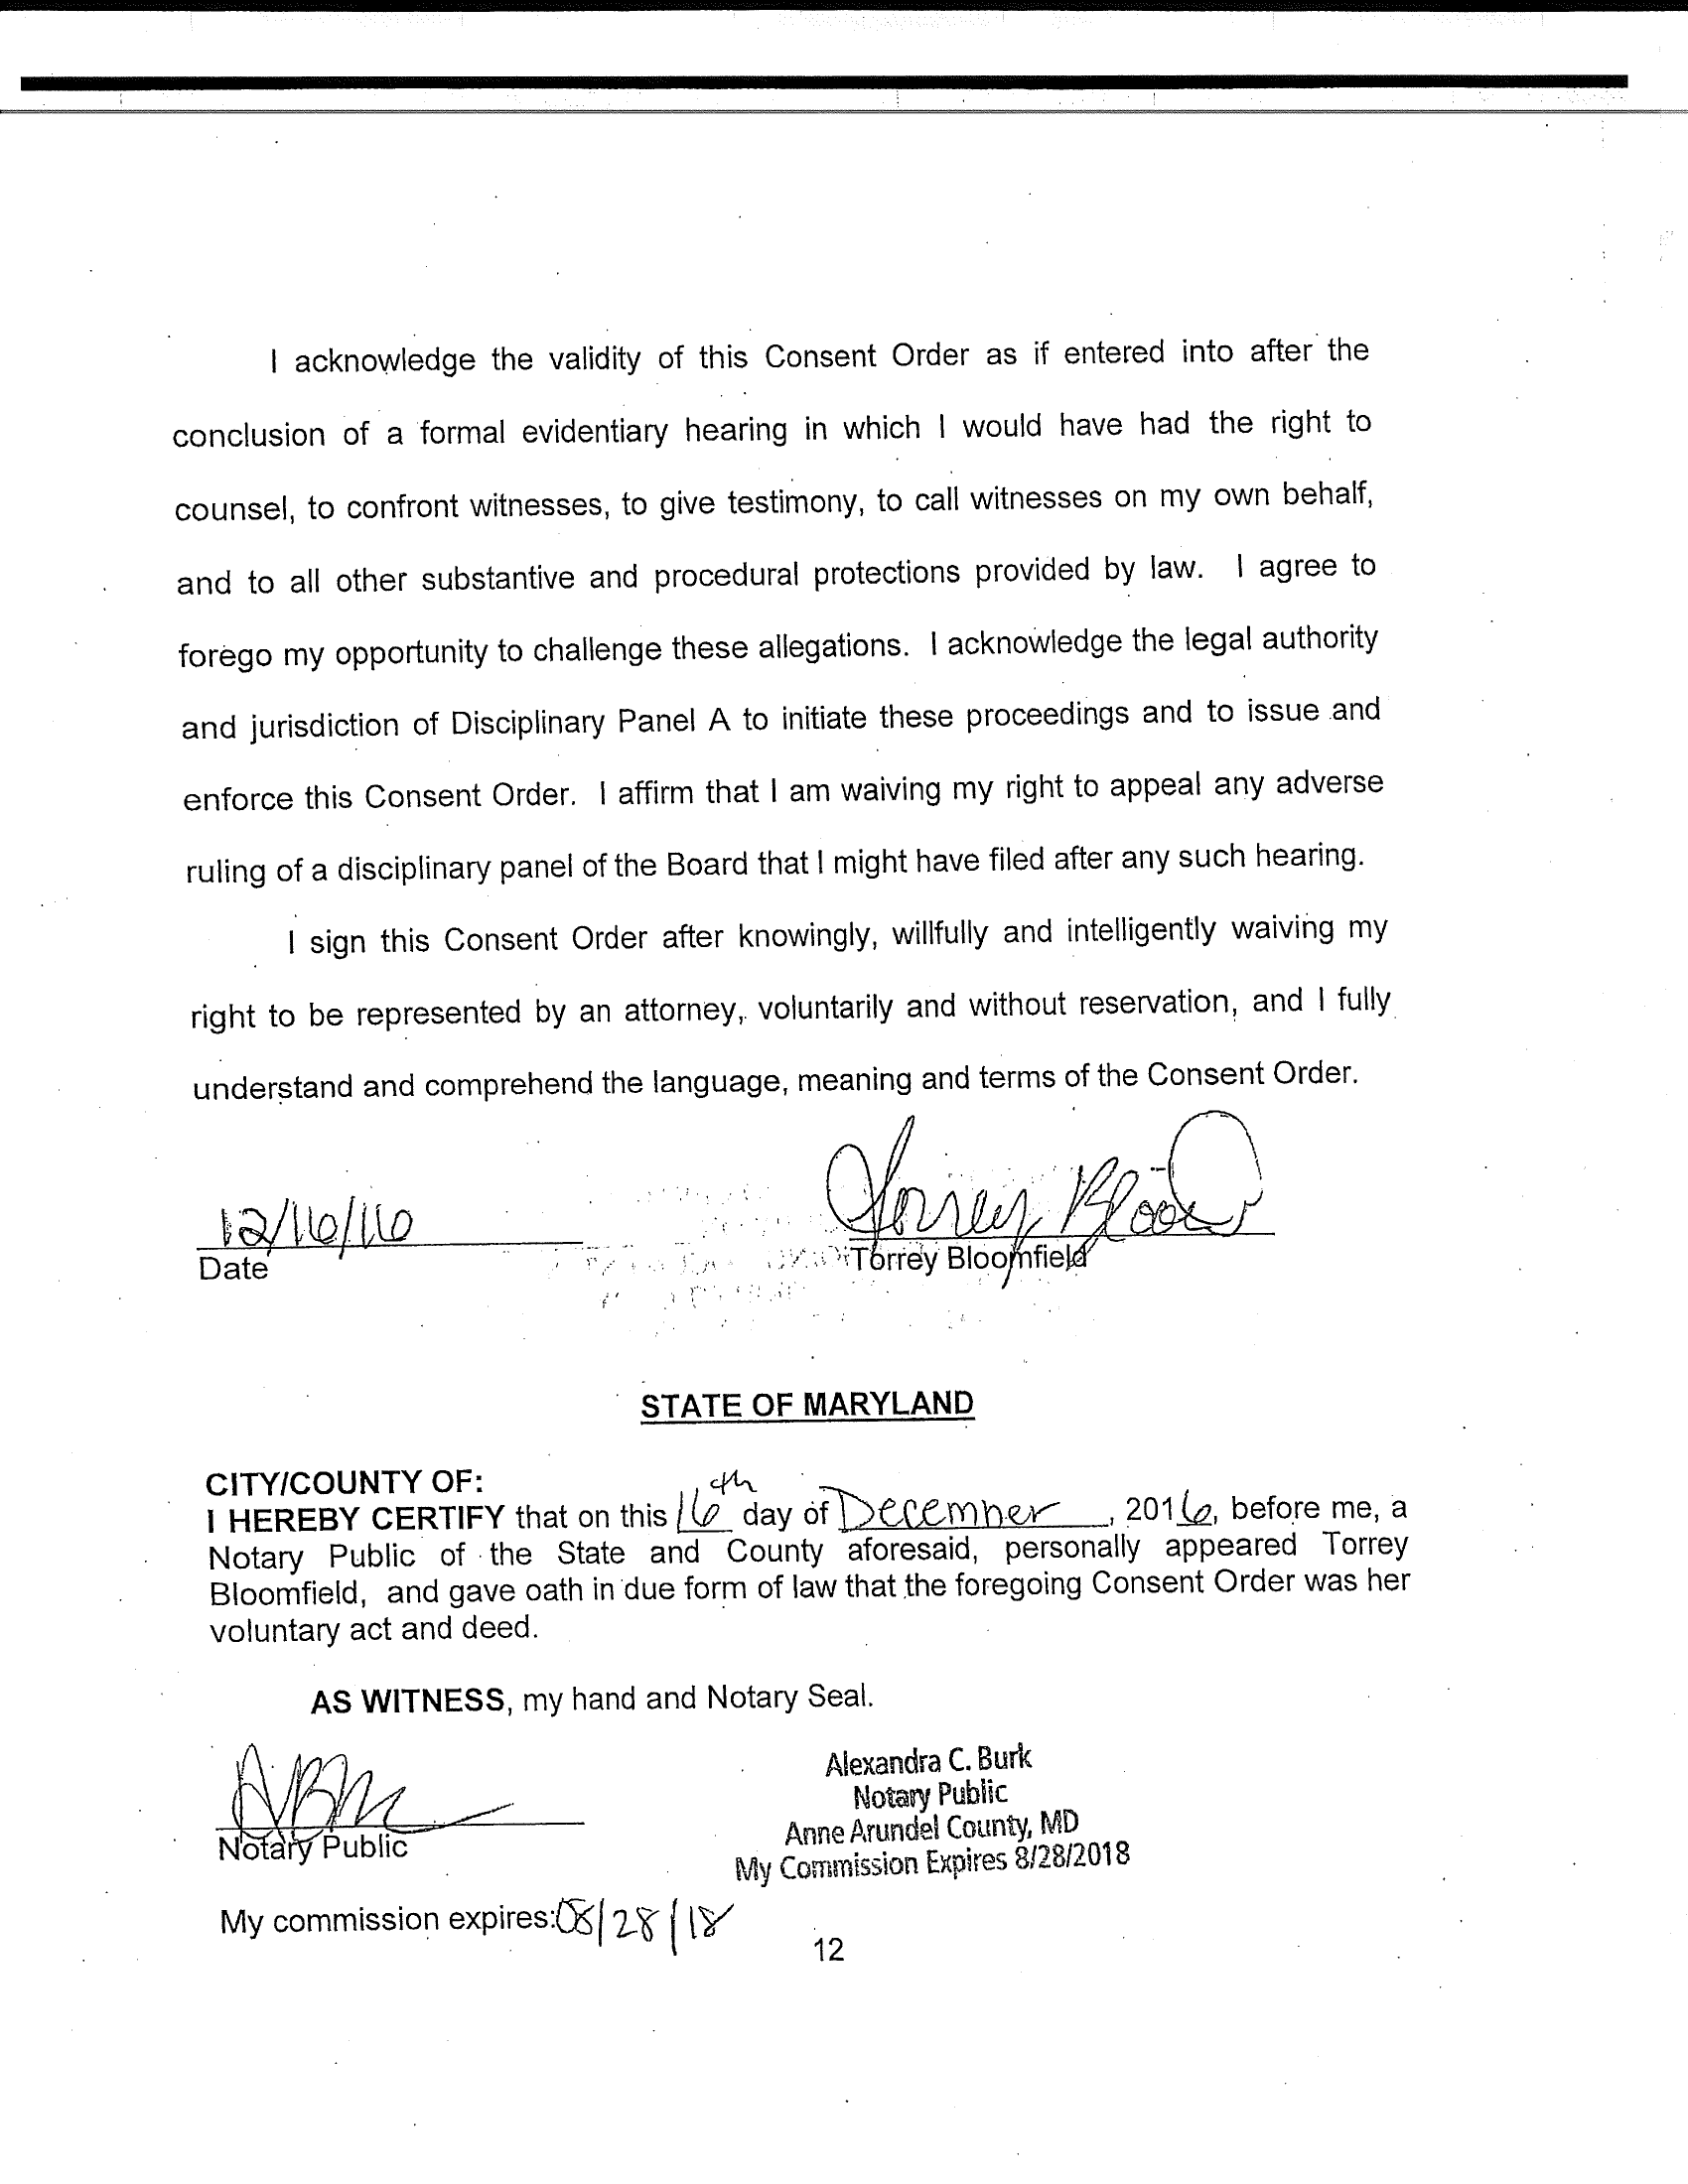 I acknowledge the validity of this Consent Order as if entered into after the
conclusion of a formal evidentiary hearing in which I would have had the right to
counsel, to confront witnesses, to give testimony, to call witnesses on my own behalf,
and to all other substantive and procedural protections provided by law. I agree to
forego my opportunity to challenge these allegations. I acknowledge the legal authority
and jurisdiction of Disciplinary Panel A to initiate these proceedings and to issue and
enforce this Consent Order. I affirm that I am waiving my right to appeal any adverse
ruling of a disciplinary panel of the Board that I might have filed after any such hearing.
I sign this Consent Order after knowingly, willfully and intelligently waiving my
right to be represented by an attorney, voluntarily and without reservation, and I fully
understand and comprehend the language, meaning and terms of the Consent Order.
12/16/16
Date
Torrey Bloomfield
STATE OF MARYLAND
CITY/COUNTY OF:
I HEREBY CERTIFY that on this 16th day of December, 2016, before me, a
Notary Public of the State and County aforesaid, personally appeared Torrey
Bloomfield, and gave oath in due form of law that the foregoing Consent Order was her
voluntary act and deed.
AS WITNESS, my hand and Notary Seal.
Alexandra C. Burk
Notary Public
Anne Arundel County, MD
My Commission Expires 8/28/2018
Notary Public
My commission expires: 08/28/18
12